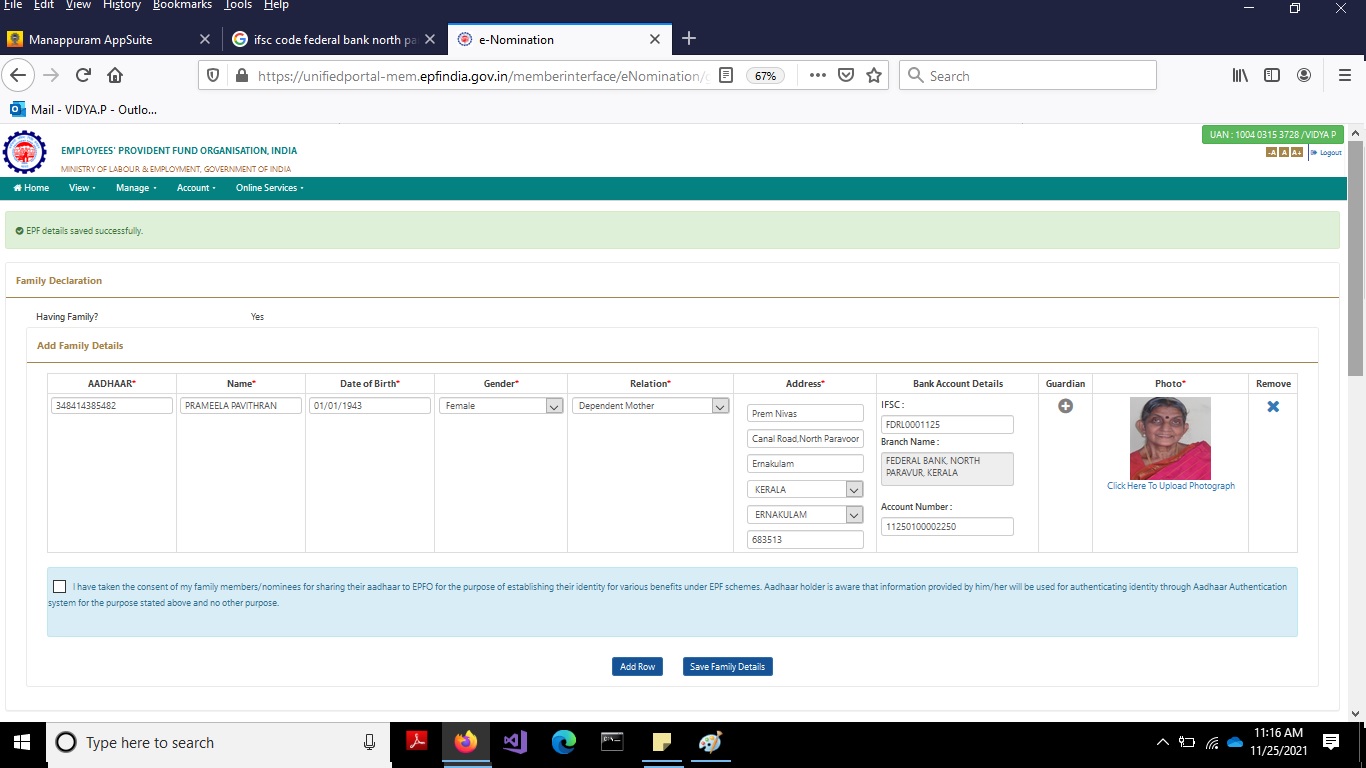 File Edit View History Bookmarks Tools Help
Manappuram AppSuite
ifsc code federal bank north pa
e-Nomination
https://unifiedportal-mem.epfindia.gov.in/memberinterface/eNomination/
67%
Search
Mail - VIDYA.P - Outlo...
UAN : 1004 0315 3728 / VIDYA P
-A A A+ Logout
EMPLOYEES' PROVIDENT FUND ORGANISATION, INDIA
MINISTRY OF LABOUR & EMPLOYMENT, GOVERNMENT OF INDIA
Home View Manage Account Online Services
EPF details saved successfully.
Family Declaration
Having Family? Yes
Add Family Details
AADHAAR* Name* Date of Birth* Gender* Relation* Address* Bank Account Details Guardian Photo* Remove
348414385482 PRAMEELA PAVITHRAN 01/01/1943 Female Dependent Mother
Prem Nivas
Canal Road,North Paravoor
Ernakulam
KERALA
ERNAKULAM
683513
IFSC :
FDRL0001125
Branch Name :
FEDERAL BANK, NORTH
PARAVUR, KERALA
Account Number :
11250100002250
Click Here To Upload Photograph
I have taken the consent of my family members/nominees for sharing their aadhaar to EPFO for the purpose of establishing their identity for various benefits under EPF schemes. Aadhaar holder is aware that information provided by him/her will be used for authenticating identity through Aadhaar Authentication
system for the purpose stated above and no other purpose.
Add Row Save Family Details
Type here to search
11:16 AM
11/25/2021